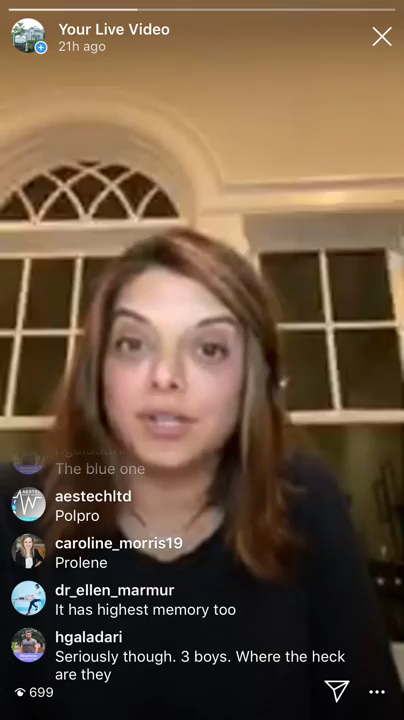 Your Live Video
21h ago
hgaladari
The blue one
aestechltd
Polpro
caroline_morris19
Prolene
dr_ellen_marmur
It has highest memory too
hgaladari
Seriously though. 3 boys. Where the heck
are they
699